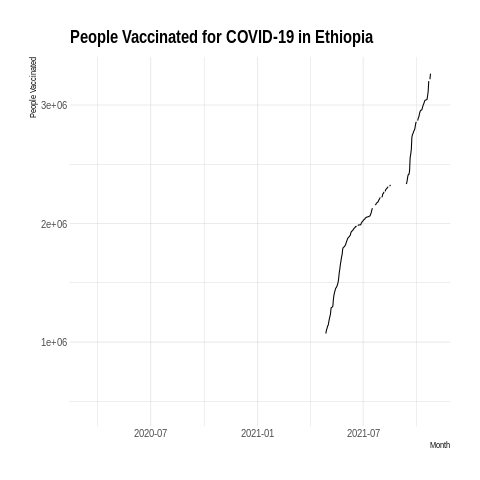 People Vaccinated for COVID-19 in Ethiopia
People Vaccinated
3e+06
2e+06
1e+06
2020-07
2021-01
2021-07
Month